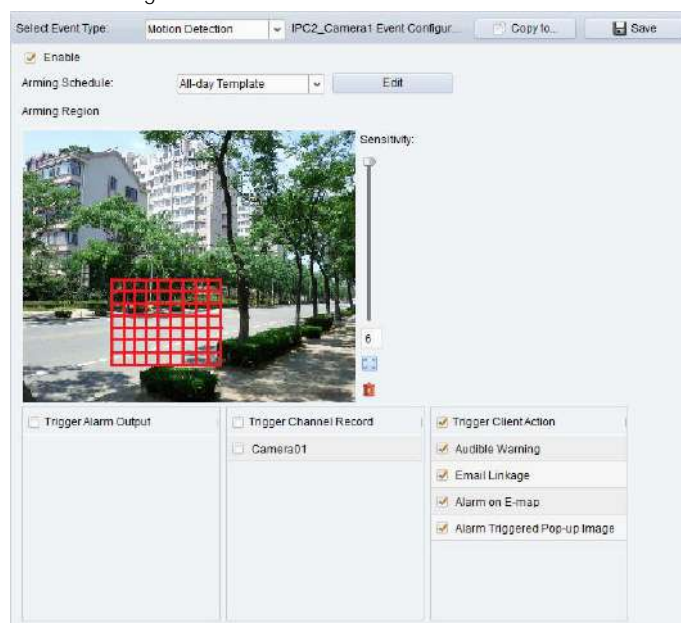 Select Event Type: Motion Detection IPC2_Camera1 Event Configur... Copy to... Save
Enable
Arming Schedule: All-day Template Edit
Arming Region
Sensitivity:
6
Trigger Alarm Output
Trigger Channel Record
Camera01
Trigger Client Action
Audible Warning
Email Linkage
Alarm on E-map
Alarm Triggered Pop-up Image